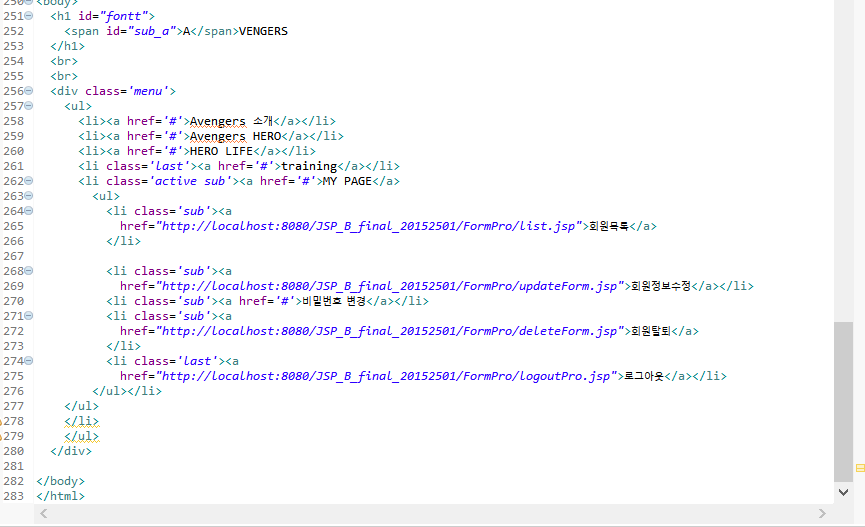 250 <body>
251 <h1 id="fontt">
252 <span id="sub_a">A</span>VENGERS
253 </h1>
254 <br>
255 <br>
256 <div class='menu'>
257 <ul>
258 <li><a href='#'>Avengers 소개</a></li>
259 <li><a href='#'>Avengers HERO</a></li>
260 <li><a href='#'>HERO LIFE</a></li>
261 <li class='last'><a href='#'>training</a></li>
262 <li class='active sub'><a href='#'>MY PAGE</a>
263 <ul>
264 <li class='sub'><a
265 href="http://localhost:8080/JSP_B_final_20152501/FormPro/list.jsp">회원목록</a>
266 </li>
267
268 <li class='sub'><a
269 href="http://localhost:8080/JSP_B_final_20152501/FormPro/updateForm.jsp">회원정보수정</a></li>
270 <li class='sub'><a href='#'>비밀번호 변경</a></li>
271 <li class='sub'><a
272 href="http://localhost:8080/JSP_B_final_20152501/FormPro/deleteForm.jsp">회원탈퇴</a>
273 </li>
274 <li class='last'><a
275 href="http://localhost:8080/JSP_B_final_20152501/FormPro/logoutPro.jsp">로그아웃</a></li>
276 </ul></li>
277 </ul>
278 </li>
279 </ul>
280 </div>
281
282 </body>
283 </html>